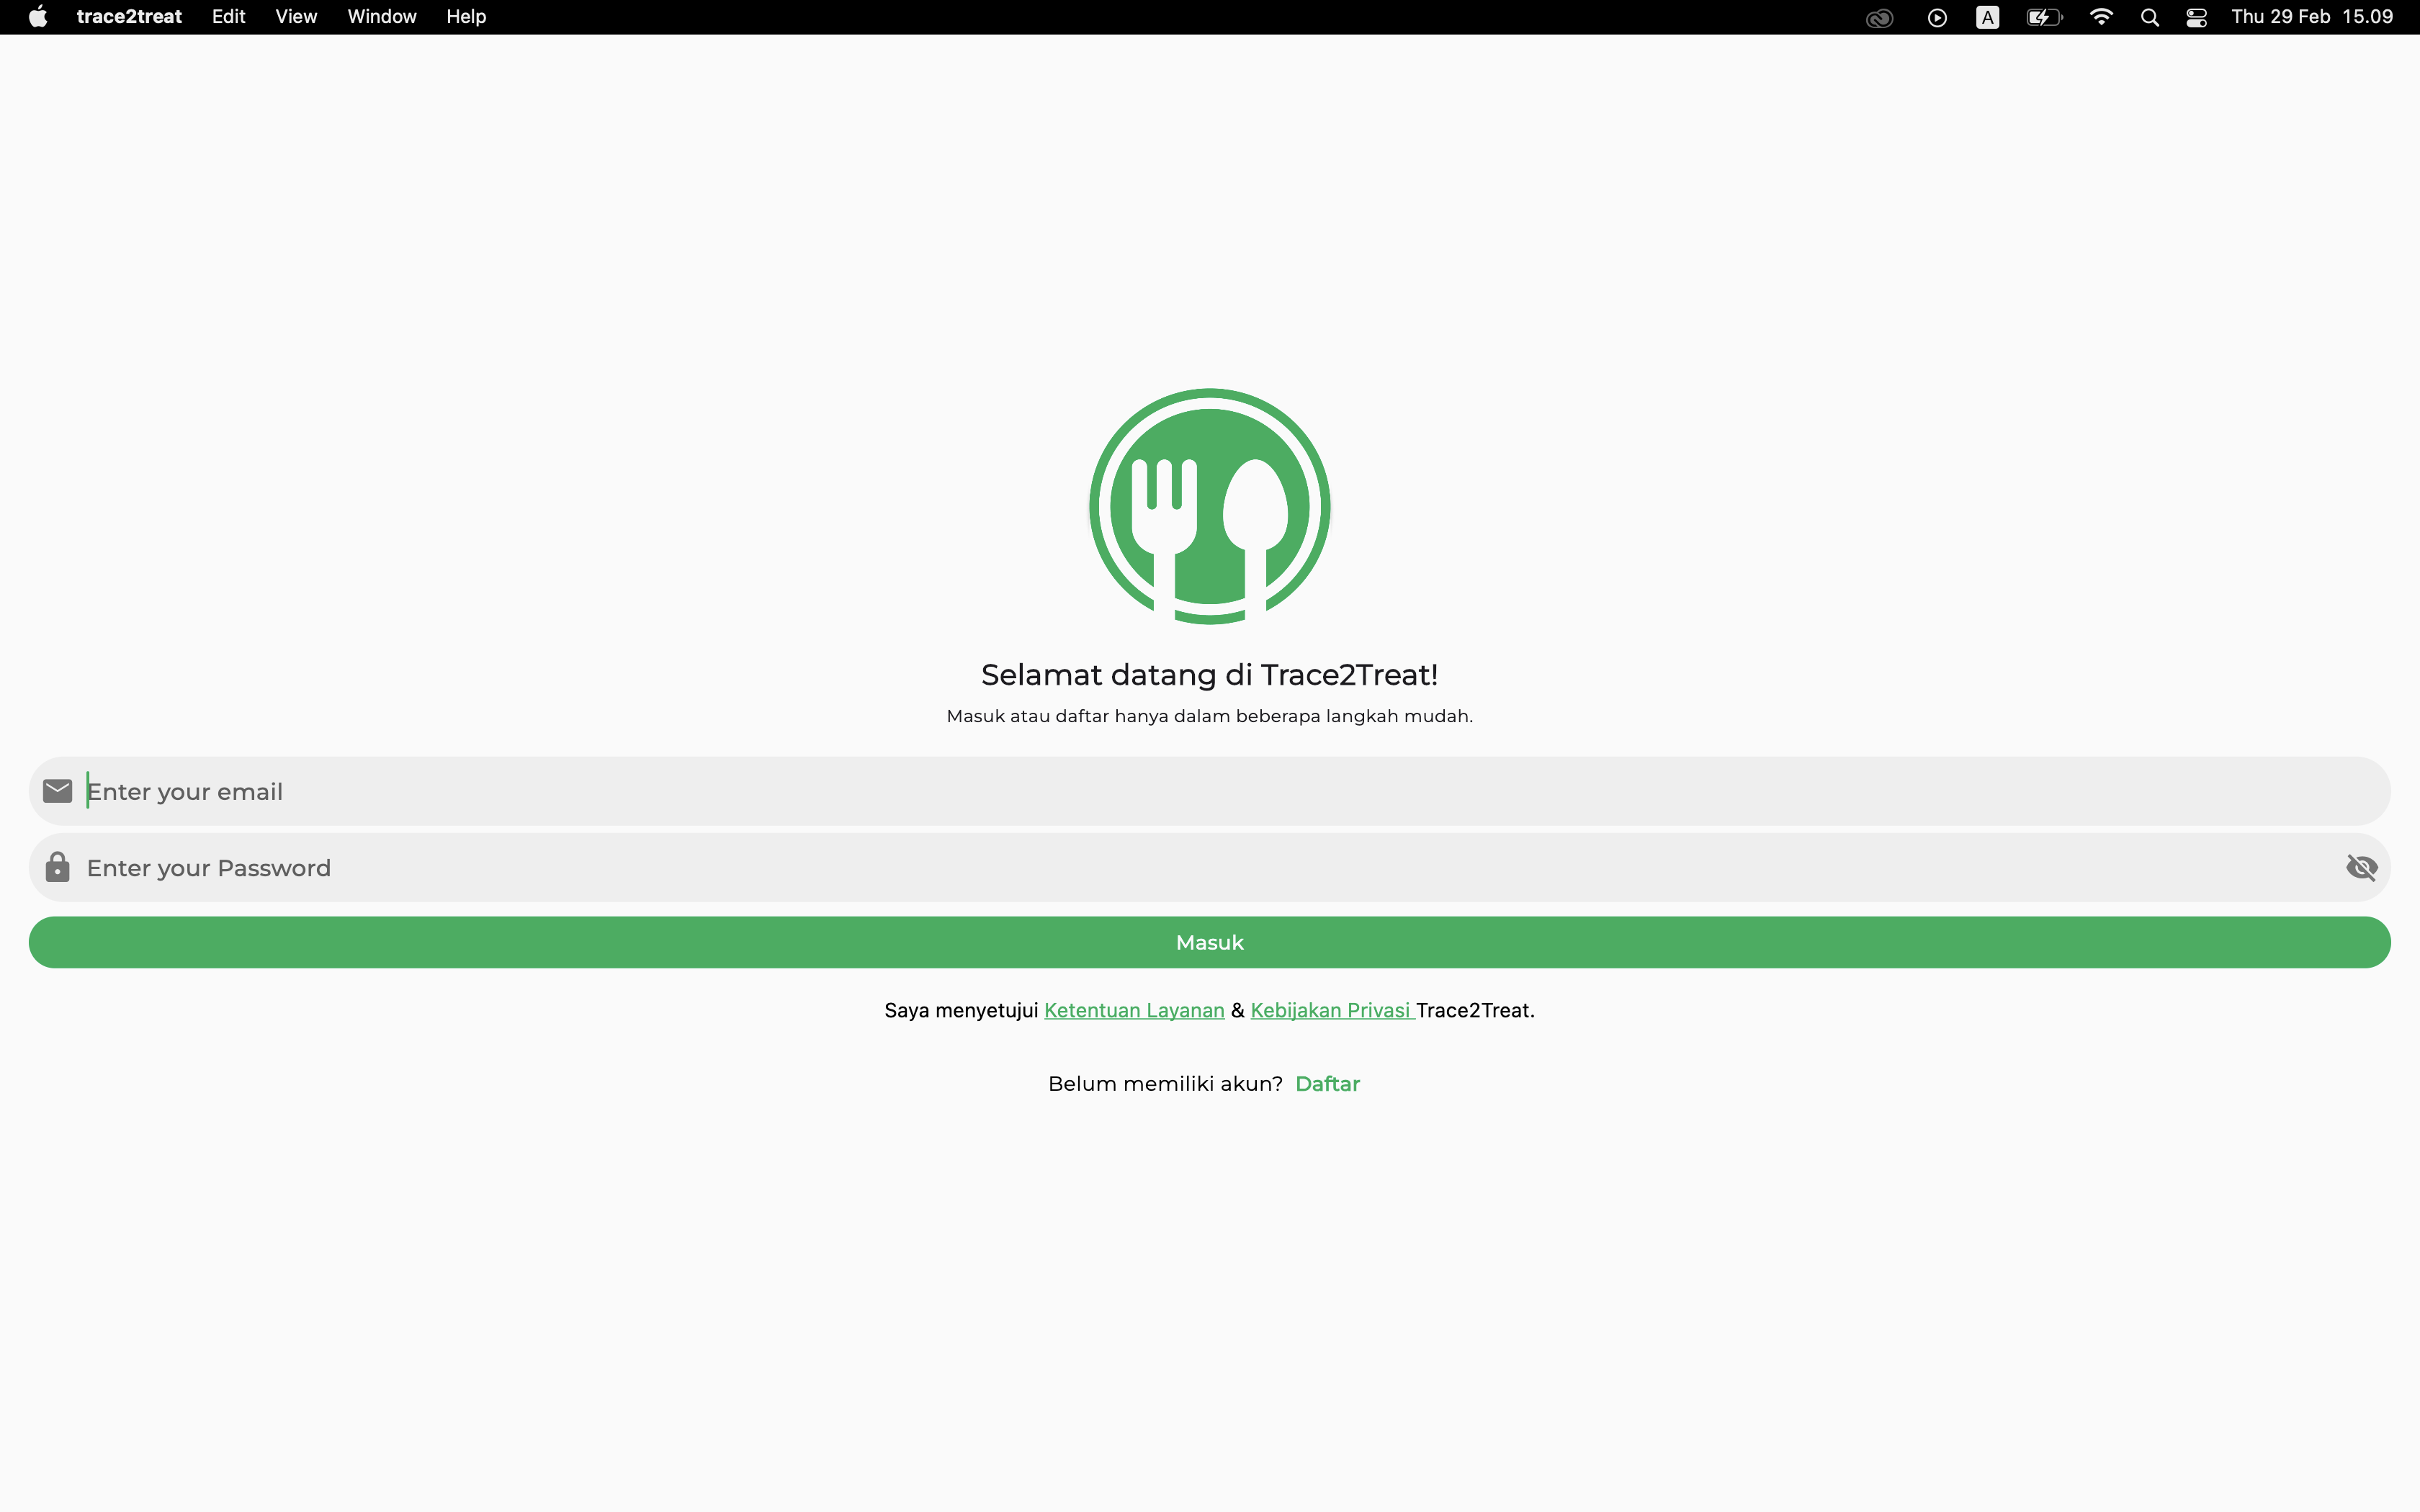 trace2treat Edit View Window Help A Thu 29 Feb 15.09
Selamat datang di Trace2Treat!
Masuk atau daftar hanya dalam beberapa langkah mudah.
Enter your email
Enter your Password
Masuk
Saya menyetujui Ketentuan Layanan & Kebijakan Privasi Trace2Treat.
Belum memiliki akun? Daftar